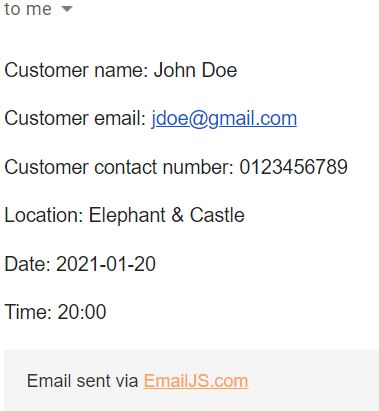 to me
Customer name: John Doe
Customer email: jdoe@gmail.com
Customer contact number: 0123456789
Location: Elephant & Castle
Date: 2021-01-20
Time: 20:00
Email sent via EmailJS.com